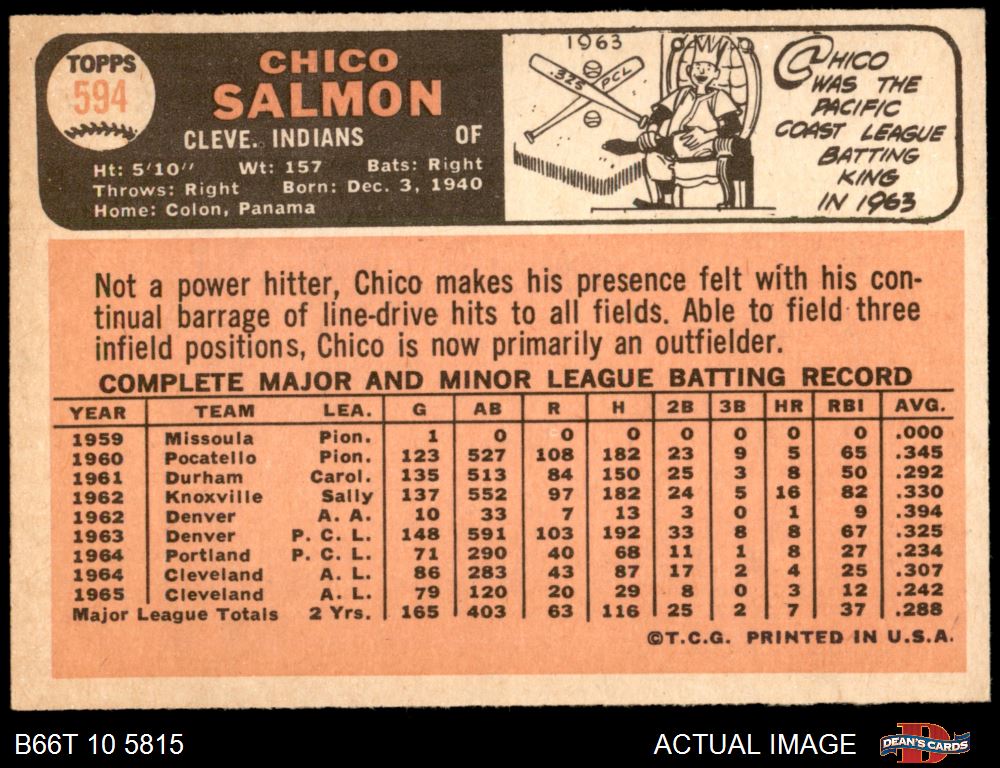 TOPPS
594
CHICO
SALMON
CLEVE. INDIANS OF
Ht: 5'10" Wt: 157 Bats: Right
Throws: Right Born: Dec. 3, 1940
Home: Colon, Panama
1963
.325 PCL
CHICO
WAS THE
PACIFIC
COAST LEAGUE
BATTING
KING
IN 1963
Not a power hitter, Chico makes his presence felt with his con-
tinual barrage of line-drive hits to all fields. Able to field three
infield positions, Chico is now primarily an outfielder.
COMPLETE MAJOR AND MINOR LEAGUE BATTING RECORD
YEAR TEAM LEA. G AB R H 2B 3B HR RBI AVG.
1959 Missoula Pion. 1 0 0 0 0 0 0 0 .000
1960 Pocatello Pion. 123 527 108 182 23 9 5 65 .345
1961 Durham Carol. 135 513 84 150 25 3 8 50 .292
1962 Knoxville Sally 137 552 97 182 24 5 16 82 .330
1962 Denver A. A. 10 33 7 13 3 0 1 9 .394
1963 Denver P. C. L. 148 591 103 192 33 8 8 67 .325
1964 Portland P. C. L. 71 290 40 68 11 1 8 27 .234
1964 Cleveland A. L. 86 283 43 87 17 2 4 25 .307
1965 Cleveland A. L. 79 120 20 29 8 0 3 12 .242
Major League Totals 2 Yrs. 165 403 63 116 25 2 7 37 .288
©T.C.G. PRINTED IN U.S.A.
B66T 10 5815
ACTUAL IMAGE
DEAN'S CARDS